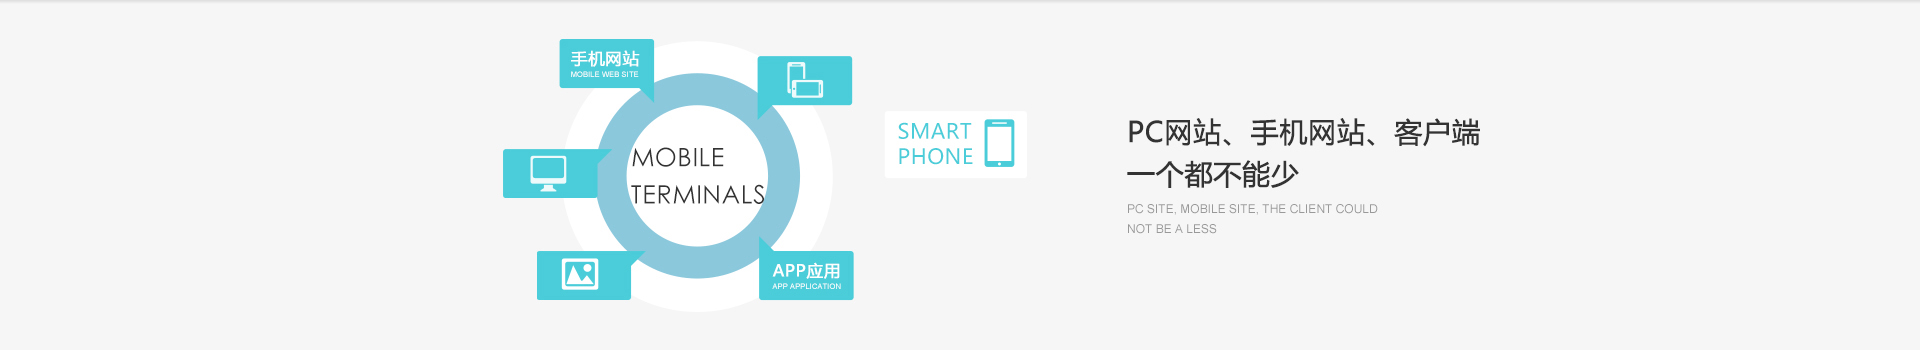 手机网站
MOBILE WEB SITE
MOBILE
TERMINALS
APP应用
APP APPLICATION
SMART
PHONE
PC网站、手机网站、客户端
一个都不能少
PC SITE, MOBILE SITE, THE CLIENT COULD
NOT BE A LESS